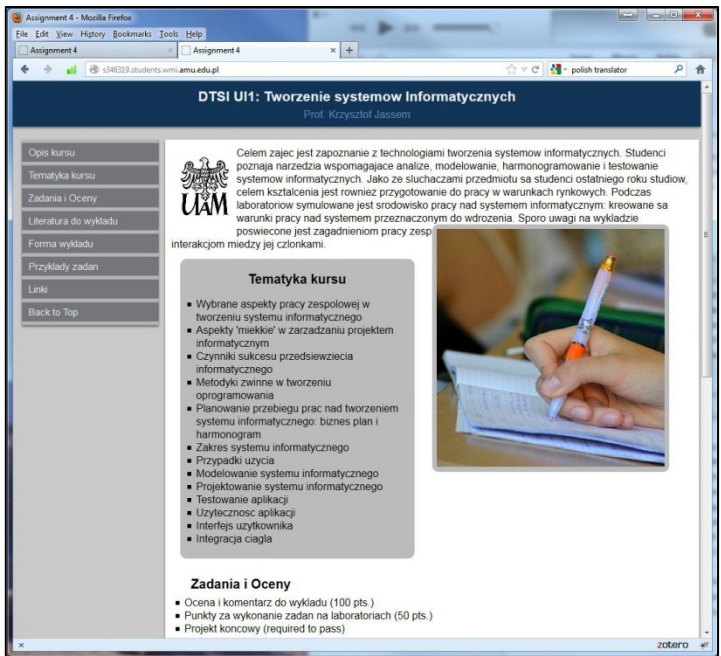 Assignment 4 - Mozilla Firefox
File Edit View History Bookmarks Tools Help
Assignment 4 × Assignment 4 × +
s346319.students.wmi.amu.edu.pl polish translator
DTSI UI1: Tworzenie systemow Informatycznych
Prof. Krzysztof Jassem
Opis kursu
Tematyka kursu
Zadania i Oceny
Literatura do wykladu
Forma wykladu
Przyklady zadan
Linki
Back to Top
UAM
Celem zajec jest zapoznanie z technologiami tworzenia systemow informatycznych. Studenci
poznaja narzedzia wspomagajace analize, modelowanie, harmonogramowanie i testowanie
systemow informatycznych. Jako ze sluchaczami przedmiotu sa studenci ostatniego roku studiow,
celem ksztalcenia jest rowniez przygotowanie do pracy w warunkach rynkowych. Podczas
laboratoriow symulowane jest srodowisko pracy nad systemem informatycznym: kreowane sa
warunki pracy nad systemem przeznaczonym do wdrozenia. Sporo uwagi na wykladzie
poswiecone jest zagadnieniom pracy zesp
interakcjom miedzy jej czlonkami.
Tematyka kursu
Wybrane aspekty pracy zespolowej w
tworzeniu systemu informatycznego
Aspekty 'miekkie' w zarzadzaniu projektem
informatycznym
Czynniki sukcesu przedsiewziecia
informatycznego
Metodyki zwinne w tworzeniu
oprogramowania
Planowanie przebiegu prac nad tworzeniem
systemu informatycznego: biznes plan i
harmonogram
Zakres systemu informatycznego
Przypadki uzycia
Modelowanie systemu informatycznego
Projektowanie systemu informatycznego
Testowanie aplikacji
Uzytecznosc aplikacji
Interfejs uzytkownika
Integracja ciagla
Zadania i Oceny
Ocena i komentarz do wykladu (100 pts.)
Punkty za wykonanie zadan na laboratoriach (50 pts.)
Projekt koncowy (required to pass)
× zotero